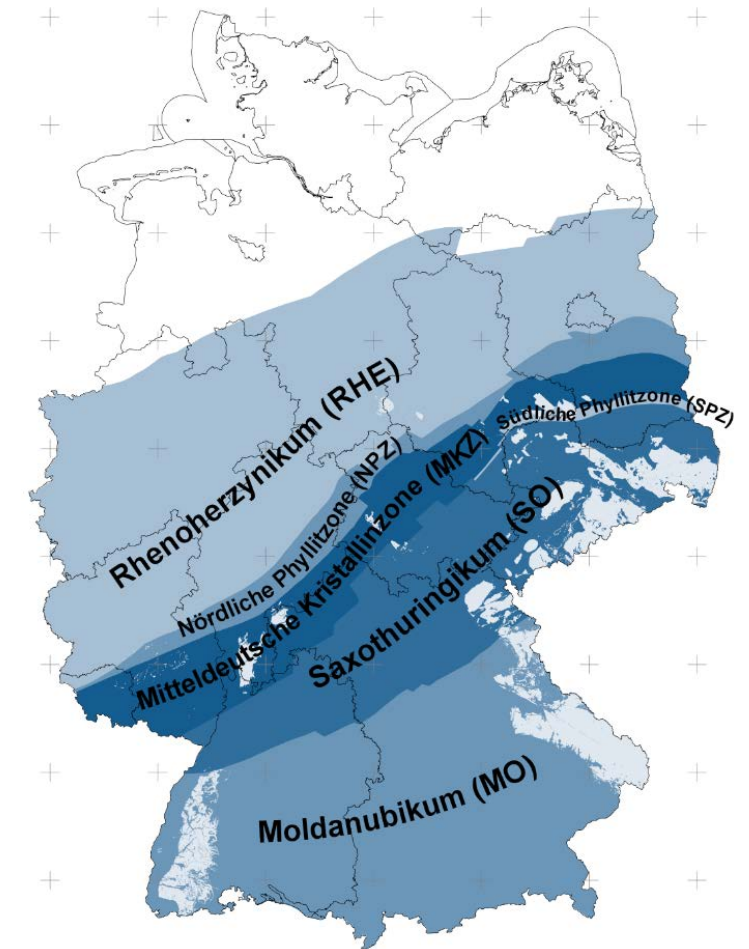 Rhenoherzynikum (RHE)
Südliche Phyllitzone (SPZ)
Nördliche Phyllitzone (NPZ)
Mitteldeutsche Kristallinzone (MKZ)
Saxothuringikum (SO)
Moldanubikum (MO)